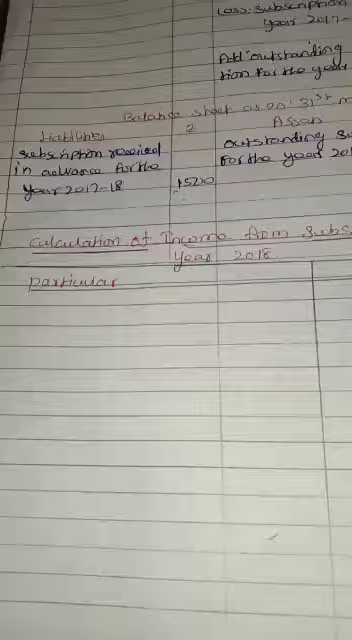 Less: subscription
year 2017-
Add: outstanding
tion for the year
Balance sheet as on 31st m
Liabilities
Assets
subscription received
in advance for the
year 2017-18
outstanding su
for the year 201
Calculation of Income from Subs
year 2018
particular